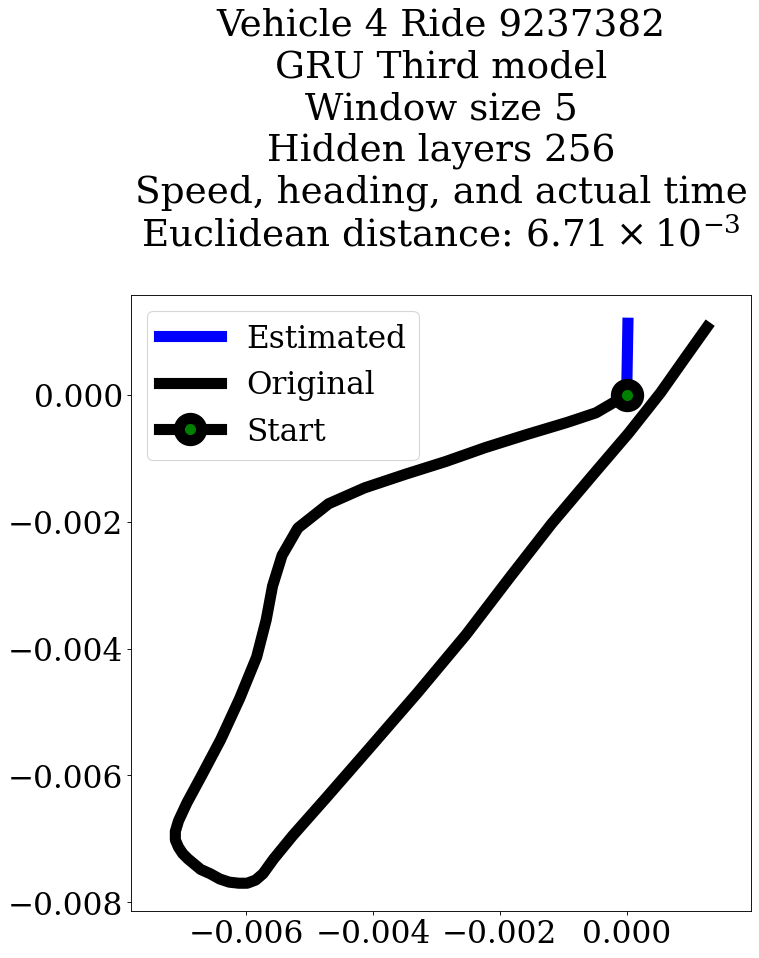 Vehicle 4 Ride 9237382
GRU Third model
Window size 5
Hidden layers 256
Speed, heading, and actual time
Euclidean distance: 6.71 × 10⁻³
Estimated
Original
Start
0.000
−0.002
−0.004
−0.006
−0.008
−0.006 −0.004 −0.002 0.000